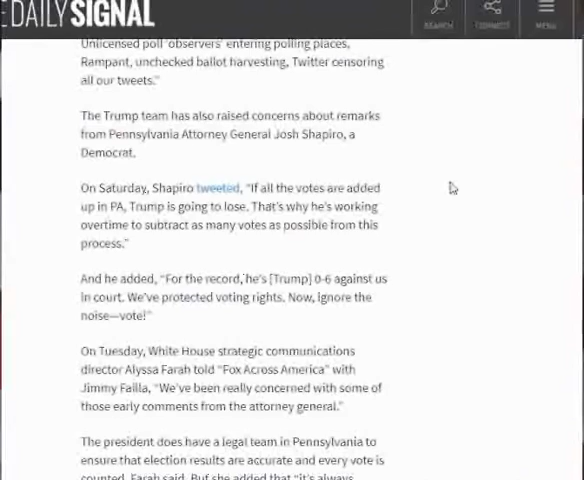 E DAILY SIGNAL
SEARCH CONNECT MENU
Unlicensed poll 'observers' entering polling places,
Rampant, unchecked ballot harvesting, Twitter censoring
all our tweets."
The Trump team has also raised concerns about remarks
from Pennsylvania Attorney General Josh Shapiro, a
Democrat.
On Saturday, Shapiro tweeted, "If all the votes are added
up in PA, Trump is going to lose. That's why he's working
overtime to subtract as many votes as possible from this
process."
And he added, "For the record, he's [Trump] 0-6 against us
in court. We've protected voting rights. Now, ignore the
noise—vote!"
On Tuesday, White House strategic communications
director Alyssa Farah told "Fox Across America" with
Jimmy Failla, "We've been really concerned with some of
those early comments from the attorney general."
The president does have a legal team in Pennsylvania to
ensure that election results are accurate and every vote is
counted, Farah said. But she added that "it's always